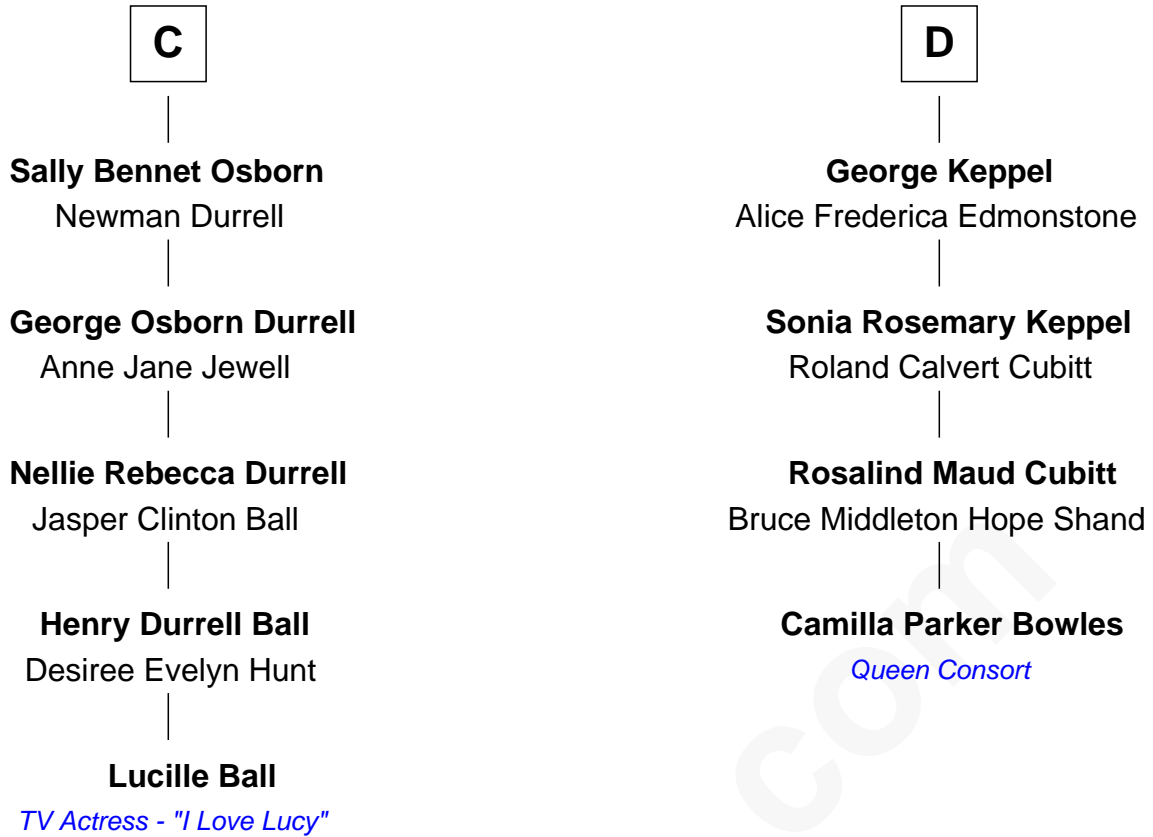 C
Sally Bennet Osborn
Newman Durrell
George Osborn Durrell
Anne Jane Jewell
Nellie Rebecca Durrell
Jasper Clinton Ball
Henry Durrell Ball
Desiree Evelyn Hunt
Lucille Ball
TV Actress - "I Love Lucy"
D
George Keppel
Alice Frederica Edmonstone
Sonia Rosemary Keppel
Roland Calvert Cubitt
Rosalind Maud Cubitt
Bruce Middleton Hope Shand
Camilla Parker Bowles
Queen Consort
com